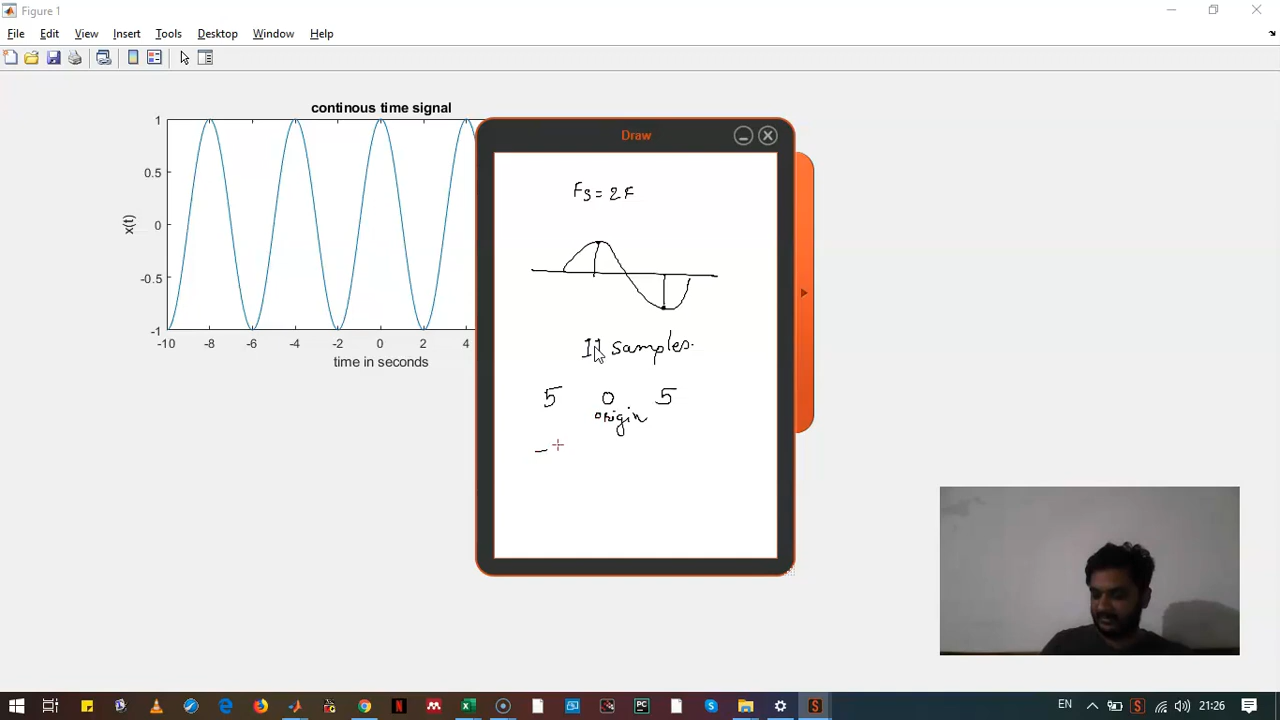 Figure 1
File Edit View Insert Tools Desktop Window Help
continous time signal
1
0.5
0
-0.5
-1
x(t)
-10 -8 -6 -4 -2 0 2 4
time in seconds
Draw
Fs = 2F
11 samples.
5 0 5
origin
EN 21:26